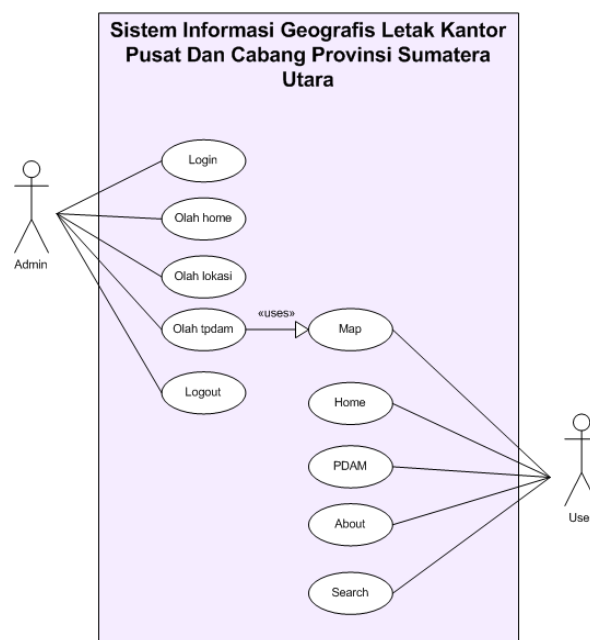 Sistem Informasi Geografis Letak Kantor
Pusat Dan Cabang Provinsi Sumatera
Utara
Login
Olah home
Admin
Olah lokasi
«uses»
Olah tpdam
Map
Logout
Home
PDAM
Use
About
Search